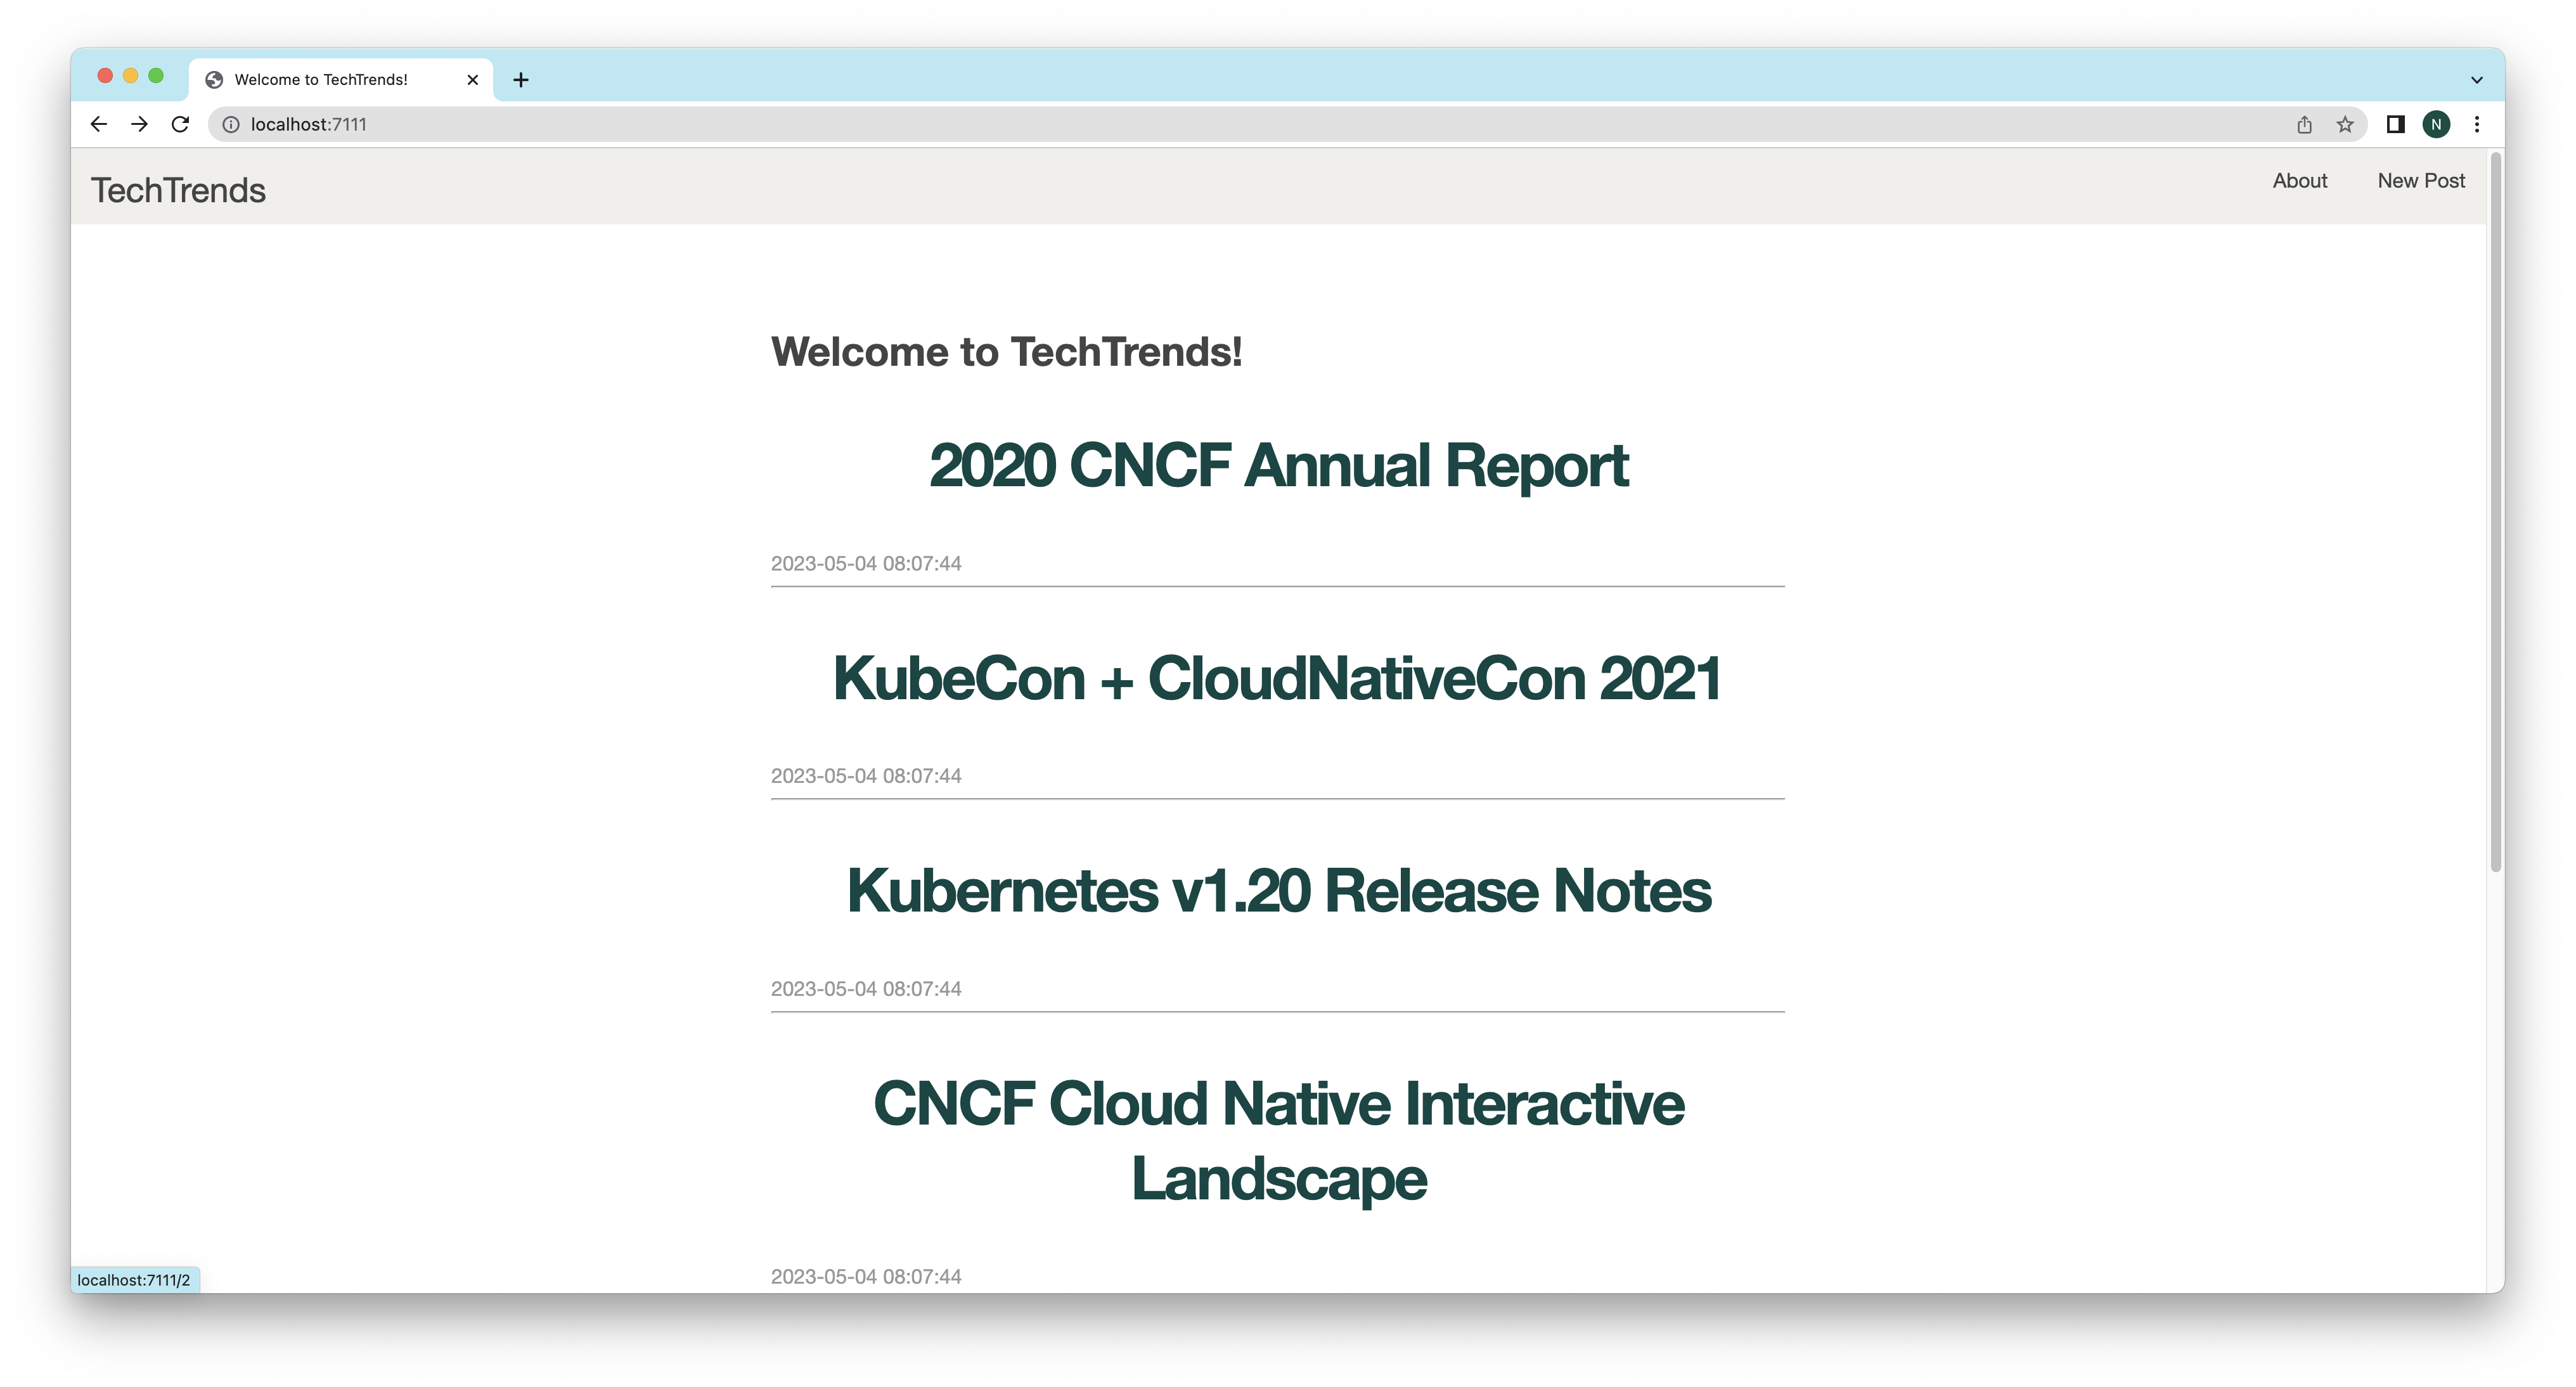 Welcome to TechTrends!
localhost:7111
N
TechTrends
About
New Post
Welcome to TechTrends!
2020 CNCF Annual Report
2023-05-04 08:07:44
KubeCon + CloudNativeCon 2021
2023-05-04 08:07:44
Kubernetes v1.20 Release Notes
2023-05-04 08:07:44
CNCF Cloud Native Interactive
Landscape
2023-05-04 08:07:44
localhost:7111/2